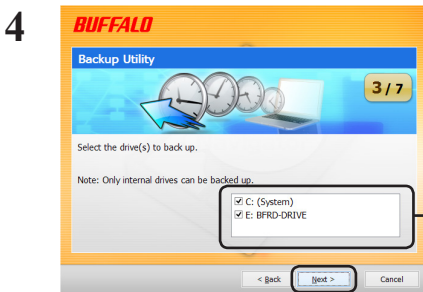 4
BUFFALO
Backup Utility
3 / 7
Select the drive(s) to back up.
Note: Only internal drives can be backed up.
C: (System)
E: BFRD-DRIVE
< Back
Next >
Cancel